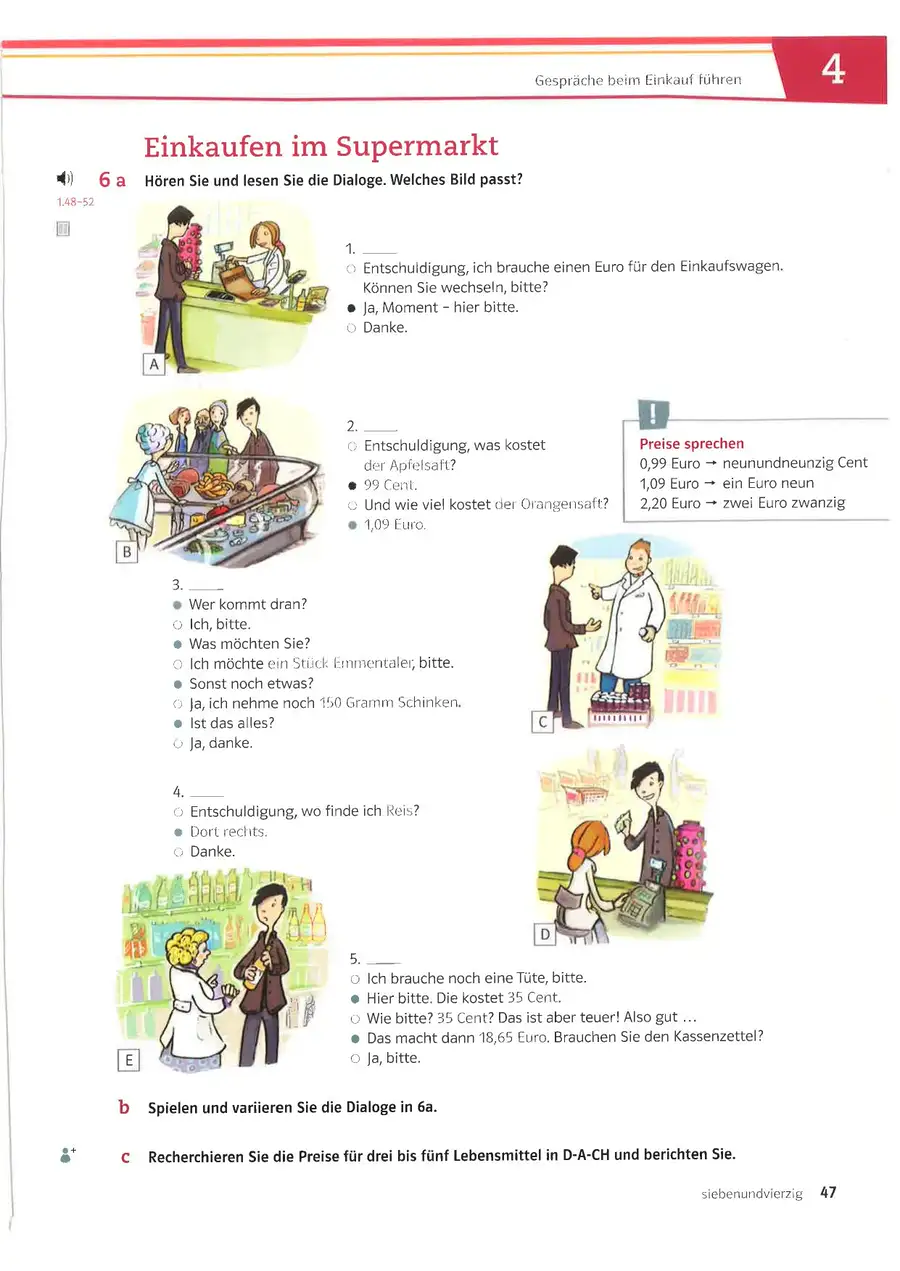 Gespräche beim Einkauf führen
4
Einkaufen im Supermarkt
6 a Hören Sie und lesen Sie die Dialoge. Welches Bild passt?
1.48–52
1. ____
○ Entschuldigung, ich brauche einen Euro für den Einkaufswagen.
Können Sie wechseln, bitte?
● Ja, Moment – hier bitte.
○ Danke.
A
2. ____
○ Entschuldigung, was kostet
der Apfelsaft?
● 99 Cent.
○ Und wie viel kostet der Orangensaft?
● 1,09 Euro.
B
!
Preise sprechen
0,99 Euro → neunundneunzig Cent
1,09 Euro → ein Euro neun
2,20 Euro → zwei Euro zwanzig
3. ____
● Wer kommt dran?
○ Ich, bitte.
● Was möchten Sie?
○ Ich möchte ein Stück Emmentaler, bitte.
● Sonst noch etwas?
○ Ja, ich nehme noch 150 Gramm Schinken.
● Ist das alles?
○ Ja, danke.
C
4. ____
○ Entschuldigung, wo finde ich Reis?
● Dort rechts.
○ Danke.
D
5. ____
○ Ich brauche noch eine Tüte, bitte.
● Hier bitte. Die kostet 35 Cent.
○ Wie bitte? 35 Cent? Das ist aber teuer! Also gut ...
● Das macht dann 18,65 Euro. Brauchen Sie den Kassenzettel?
○ Ja, bitte.
E
b Spielen und variieren Sie die Dialoge in 6a.
c Recherchieren Sie die Preise für drei bis fünf Lebensmittel in D-A-CH und berichten Sie.
siebenundvierzig 47